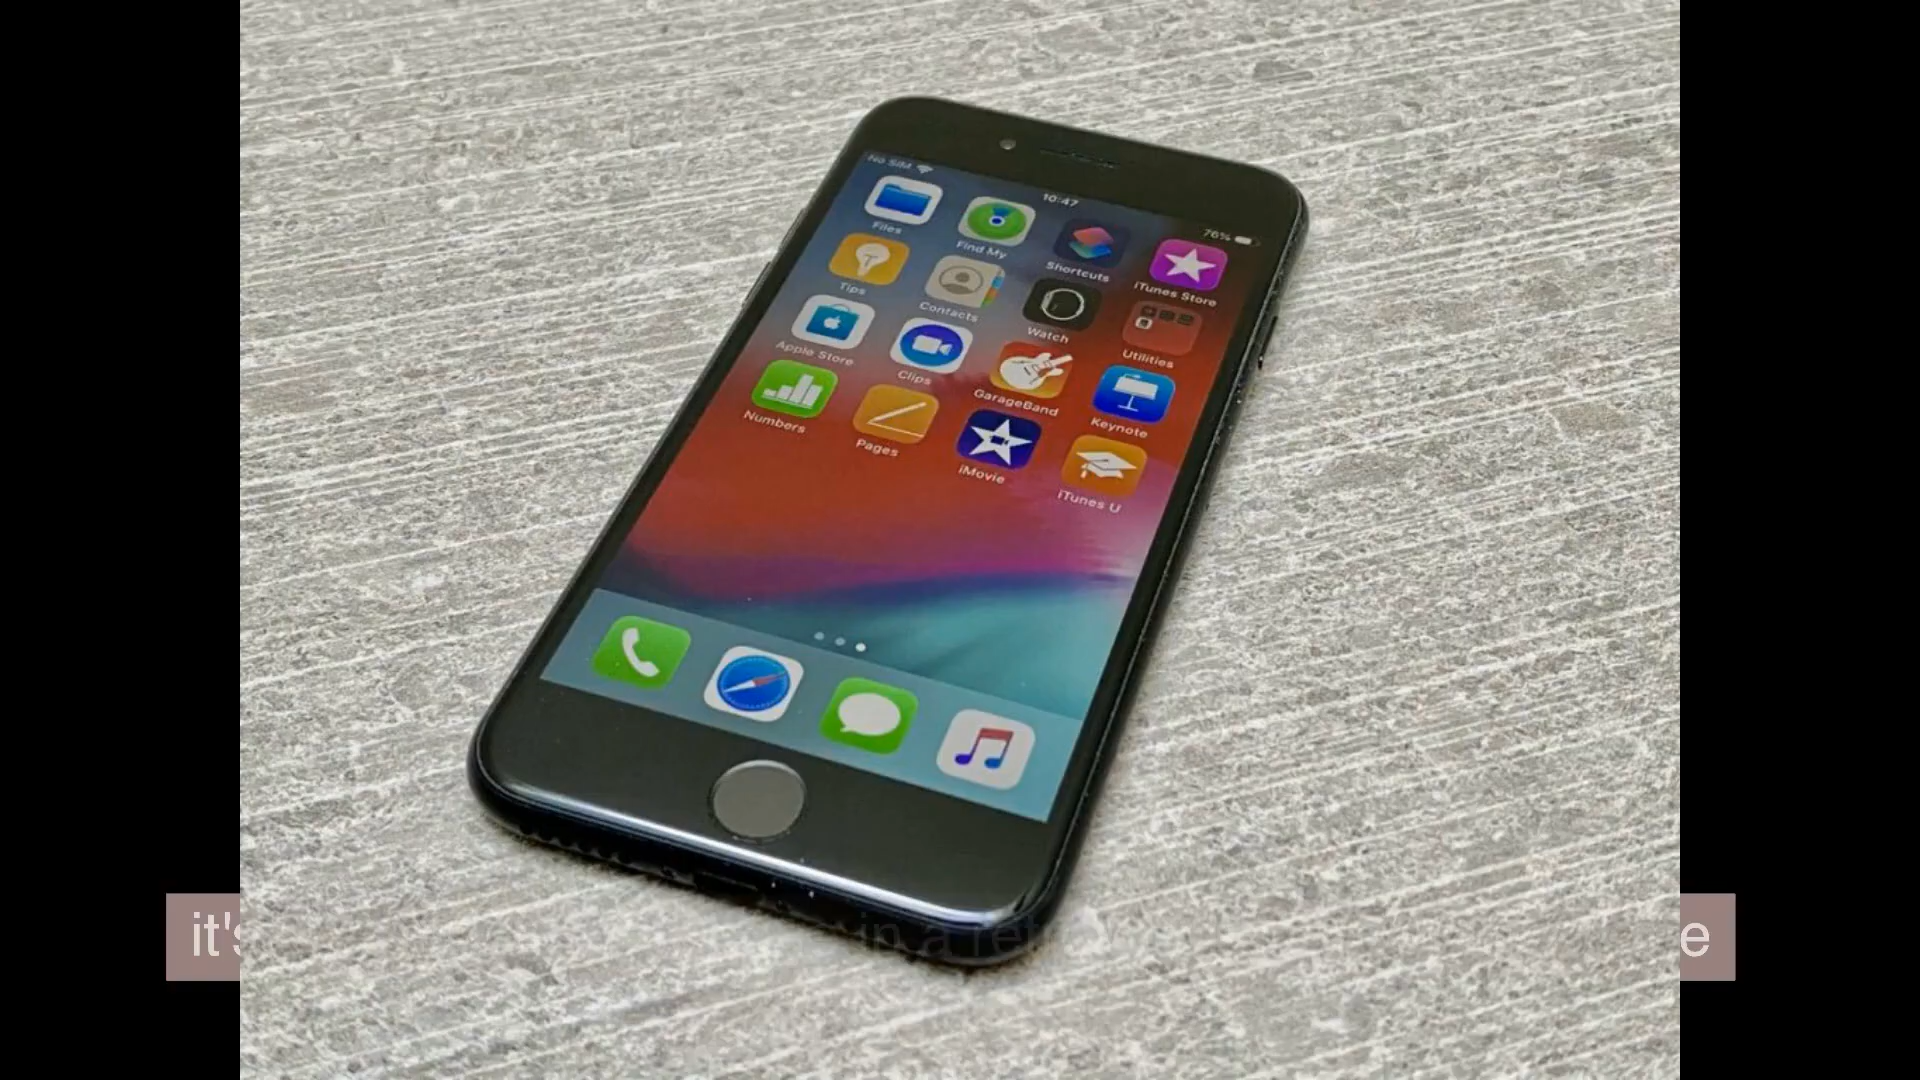 No SIM
10:47
76%
Files
Find My
Shortcuts
iTunes Store
Tips
Contacts
Watch
Utilities
Apple Store
Clips
GarageBand
Keynote
Numbers
Pages
iMovie
iTunes U
it's in a e